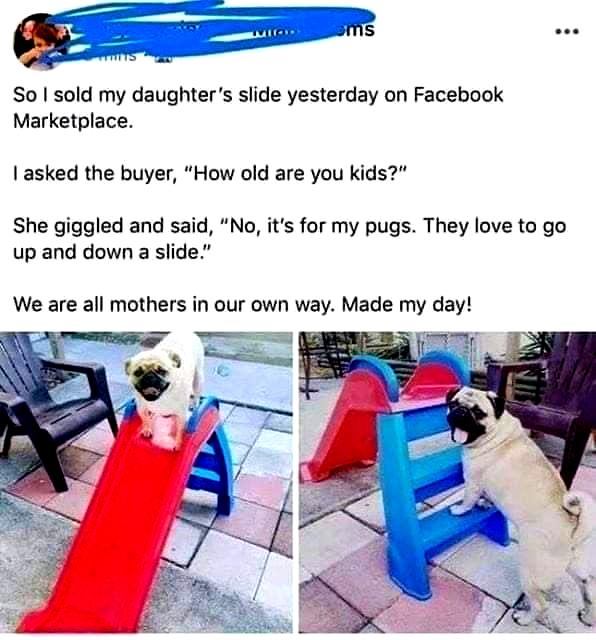 So I sold my daughter's slide yesterday on Facebook
Marketplace.
I asked the buyer, "How old are you kids?"
She giggled and said, "No, it's for my pugs. They love to go
up and down a slide."
We are all mothers in our own way. Made my day!